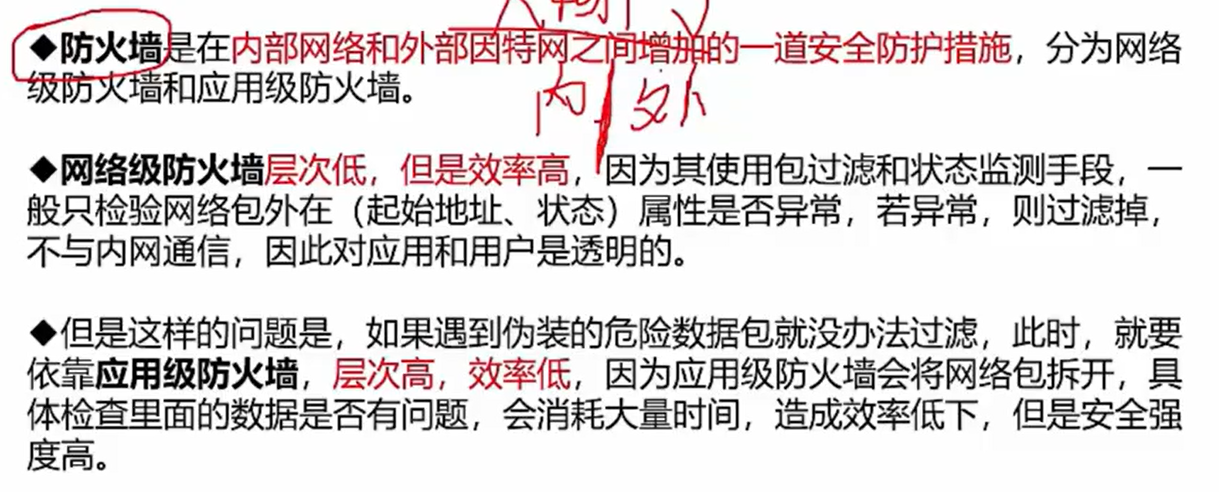 ◆防火墙是在内部网络和外部因特网之间增加的一道安全防护措施，分为网络
级防火墙和应用级防火墙。
内 外
◆网络级防火墙层次低，但是效率高，因为其使用包过滤和状态监测手段，一
般只检验网络包外在（起始地址、状态）属性是否异常，若异常，则过滤掉，
不与内网通信，因此对应用和用户是透明的。
◆但是这样的问题是，如果遇到伪装的危险数据包就没办法过滤，此时，就要
依靠应用级防火墙，层次高，效率低，因为应用级防火墙会将网络包拆开，具
体检查里面的数据是否有问题，会消耗大量时间，造成效率低下，但是安全强
度高。